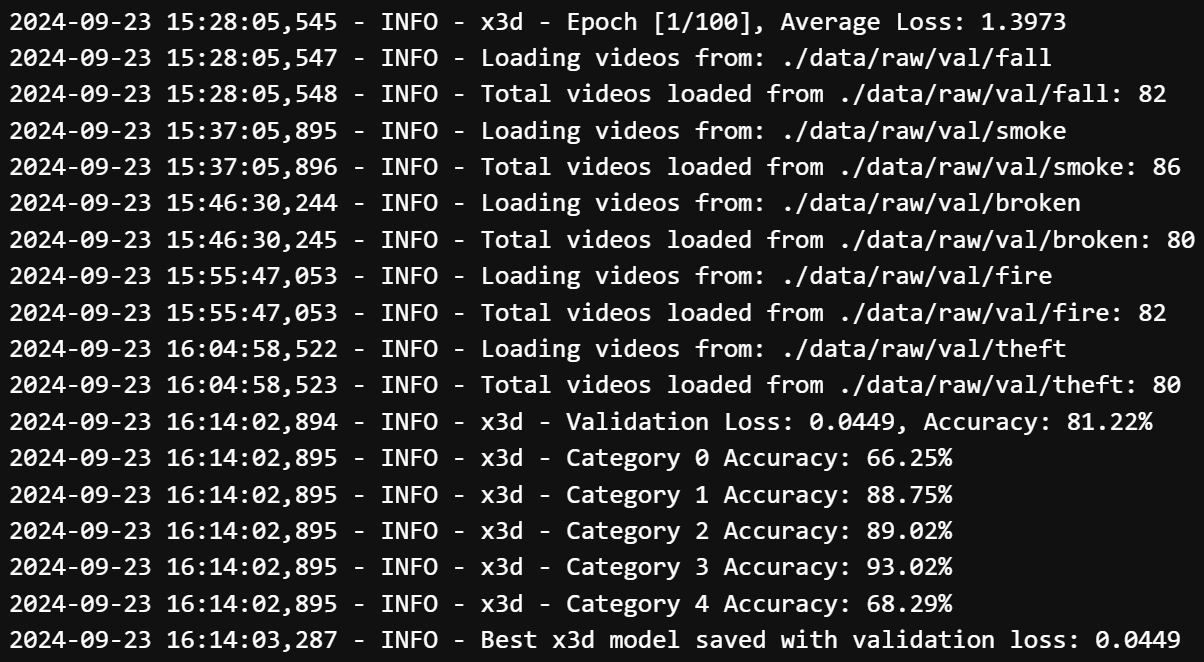 2024-09-23 15:28:05,545 - INFO - x3d - Epoch [1/100], Average Loss: 1.3973
2024-09-23 15:28:05,547 - INFO - Loading videos from: ./data/raw/val/fall
2024-09-23 15:28:05,548 - INFO - Total videos loaded from ./data/raw/val/fall: 82
2024-09-23 15:37:05,895 - INFO - Loading videos from: ./data/raw/val/smoke
2024-09-23 15:37:05,896 - INFO - Total videos loaded from ./data/raw/val/smoke: 86
2024-09-23 15:46:30,244 - INFO - Loading videos from: ./data/raw/val/broken
2024-09-23 15:46:30,245 - INFO - Total videos loaded from ./data/raw/val/broken: 80
2024-09-23 15:55:47,053 - INFO - Loading videos from: ./data/raw/val/fire
2024-09-23 15:55:47,053 - INFO - Total videos loaded from ./data/raw/val/fire: 82
2024-09-23 16:04:58,522 - INFO - Loading videos from: ./data/raw/val/theft
2024-09-23 16:04:58,523 - INFO - Total videos loaded from ./data/raw/val/theft: 80
2024-09-23 16:14:02,894 - INFO - x3d - Validation Loss: 0.0449, Accuracy: 81.22%
2024-09-23 16:14:02,895 - INFO - x3d - Category 0 Accuracy: 66.25%
2024-09-23 16:14:02,895 - INFO - x3d - Category 1 Accuracy: 88.75%
2024-09-23 16:14:02,895 - INFO - x3d - Category 2 Accuracy: 89.02%
2024-09-23 16:14:02,895 - INFO - x3d - Category 3 Accuracy: 93.02%
2024-09-23 16:14:02,895 - INFO - x3d - Category 4 Accuracy: 68.29%
2024-09-23 16:14:03,287 - INFO - Best x3d model saved with validation loss: 0.0449